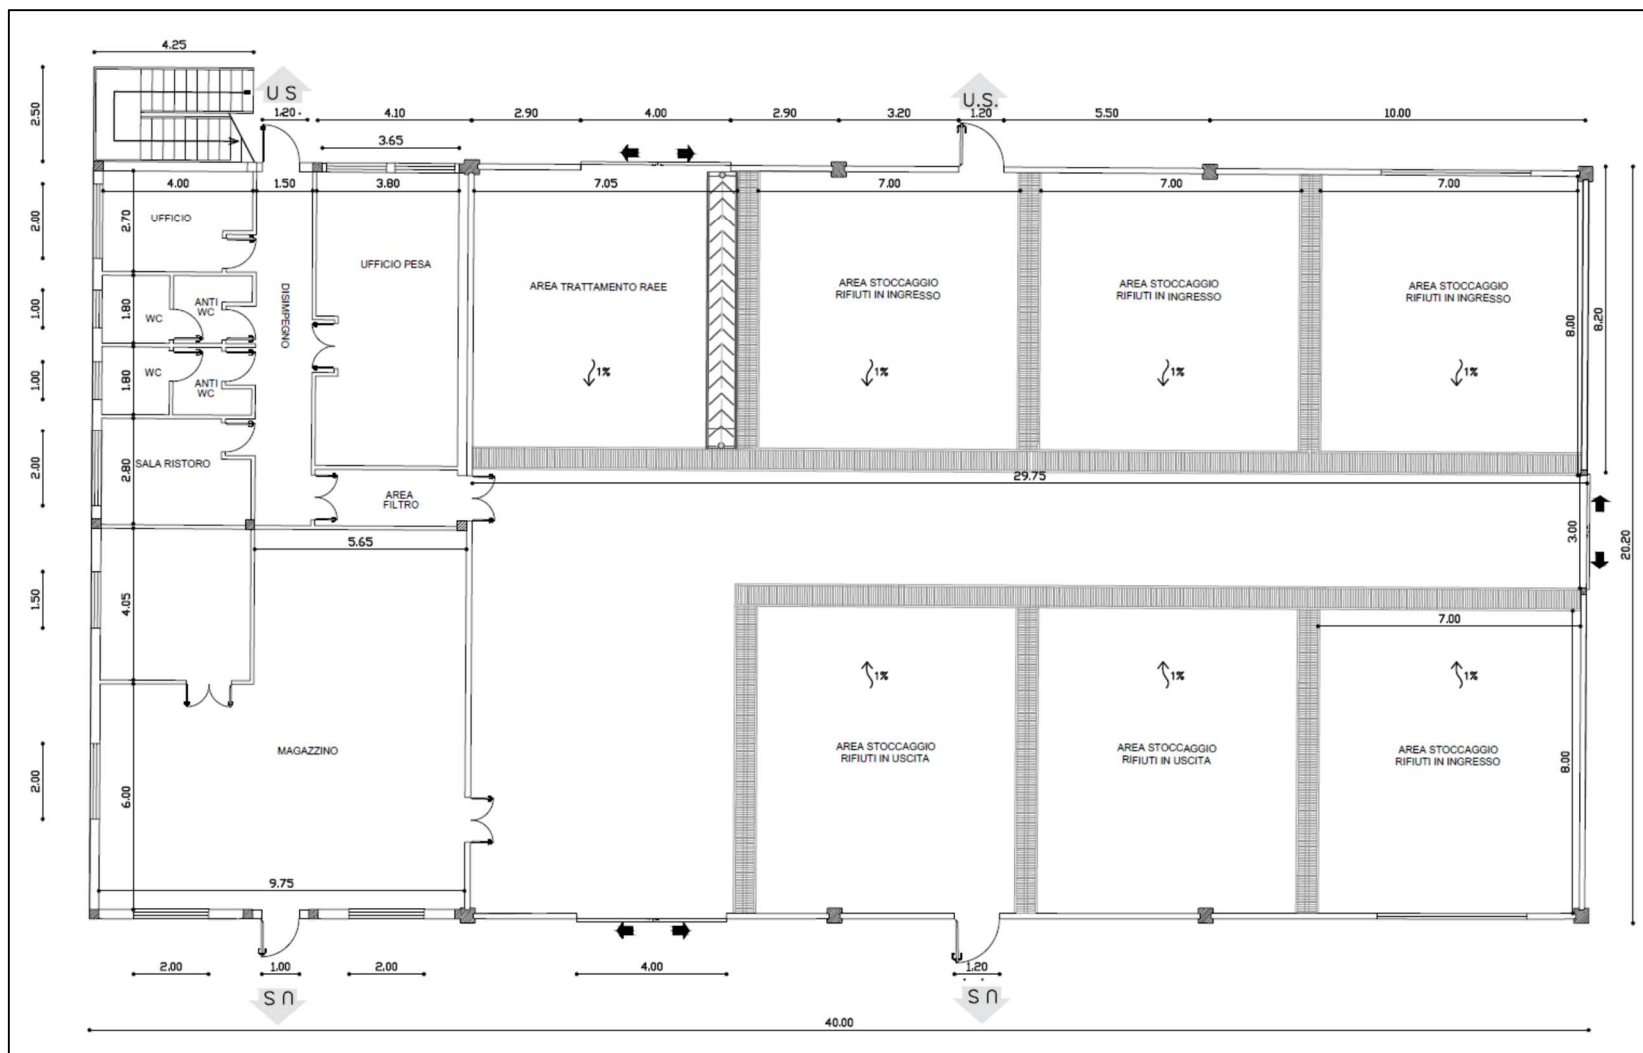 4.25
2.50
U S
U.S.
1.20
4.10
2.90
4.00
2.90
3.20
1.20
5.50
10.00
3.65
4.00
1.50
3.80
7.05
7.00
7.00
7.00
2.00
2.70
UFFICIO
UFFICIO PESA
AREA TRATTAMENTO RAEE
AREA STOCCAGGIO
RIFIUTI IN INGRESSO
AREA STOCCAGGIO
RIFIUTI IN INGRESSO
AREA STOCCAGGIO
RIFIUTI IN INGRESSO
DISIMPEGNO
1.00
1.80
WC
ANTI
WC
8.00
8.20
1.00
1.80
WC
ANTI
WC
1%
1%
1%
1%
2.00
2.80
SALA RISTORO
AREA
FILTRO
29.75
3.00
20.20
5.65
1.50
4.05
7.00
1%
1%
1%
MAGAZZINO
AREA STOCCAGGIO
RIFIUTI IN USCITA
AREA STOCCAGGIO
RIFIUTI IN USCITA
AREA STOCCAGGIO
RIFIUTI IN INGRESSO
2.00
6.00
8.00
9.75
2.00
1.00
2.00
4.00
1.20
U S
U S
40.00